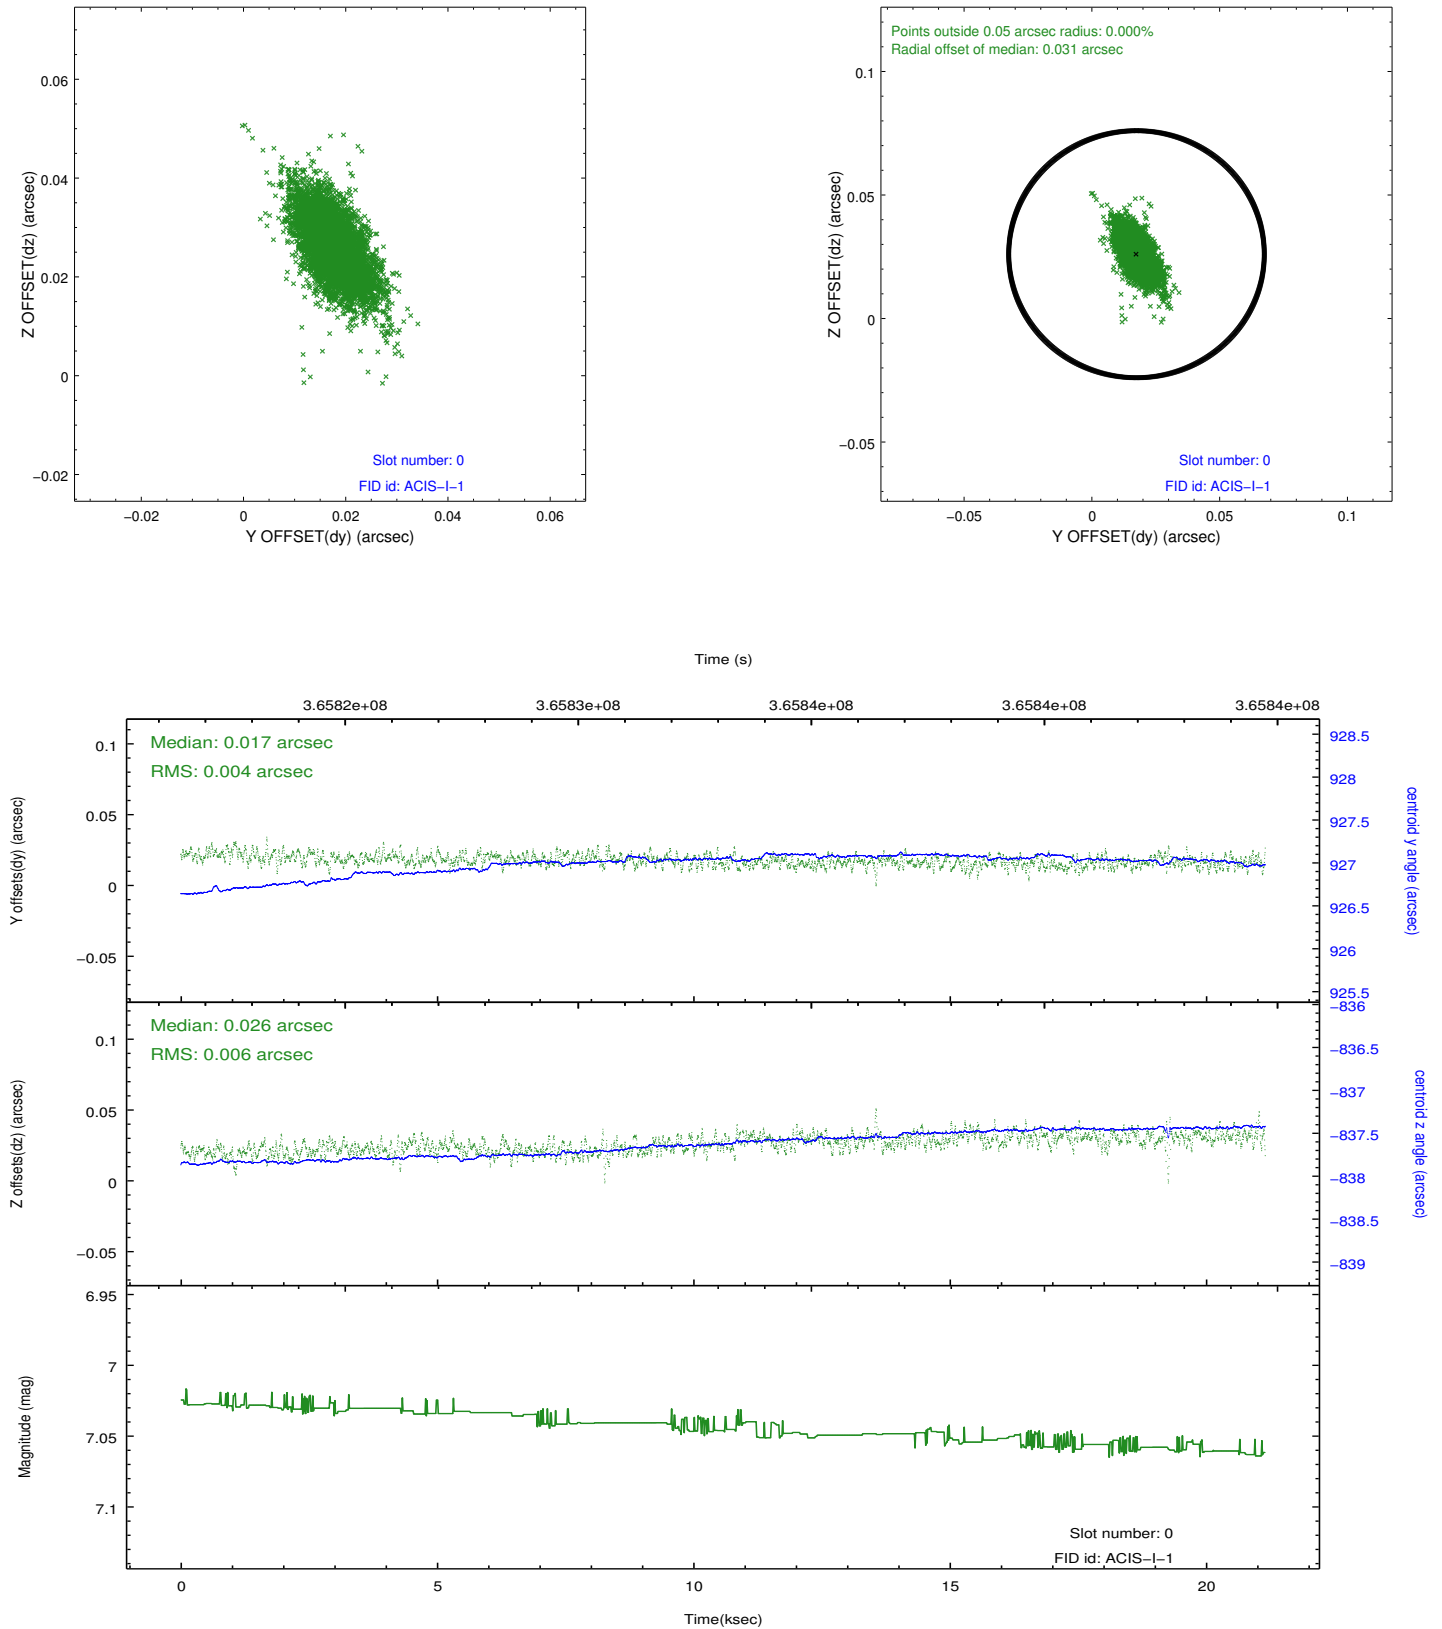 0.06
0.04
0.02
0
−0.02
Z OFFSET(dz) (arcsec)
Slot number: 0
FID id: ACIS−I−1
−0.02
0
0.02
0.04
0.06
Y OFFSET(dy) (arcsec)
Points outside 0.05 arcsec radius: 0.000%
Radial offset of median: 0.031 arcsec
0.1
0.05
0
−0.05
Z OFFSET(dz) (arcsec)
Slot number: 0
FID id: ACIS−I−1
−0.05
0
0.05
0.1
Y OFFSET(dy) (arcsec)
Time (s)
3.6582e+08
3.6583e+08
3.6584e+08
3.6584e+08
3.6584e+08
Median: 0.017 arcsec
RMS: 0.004 arcsec
0.1
0.05
0
−0.05
Y offsets(dy) (arcsec)
928.5
928
927.5
927
926.5
926
925.5
centroid y angle (arcsec)
Median: 0.026 arcsec
RMS: 0.006 arcsec
0.1
0.05
0
−0.05
Z offsets(dz) (arcsec)
−836
−836.5
−837
−837.5
−838
−838.5
−839
centroid z angle (arcsec)
6.95
7
7.05
7.1
Magnitude (mag)
Slot number: 0
FID id: ACIS−I−1
0
5
10
15
20
Time(ksec)